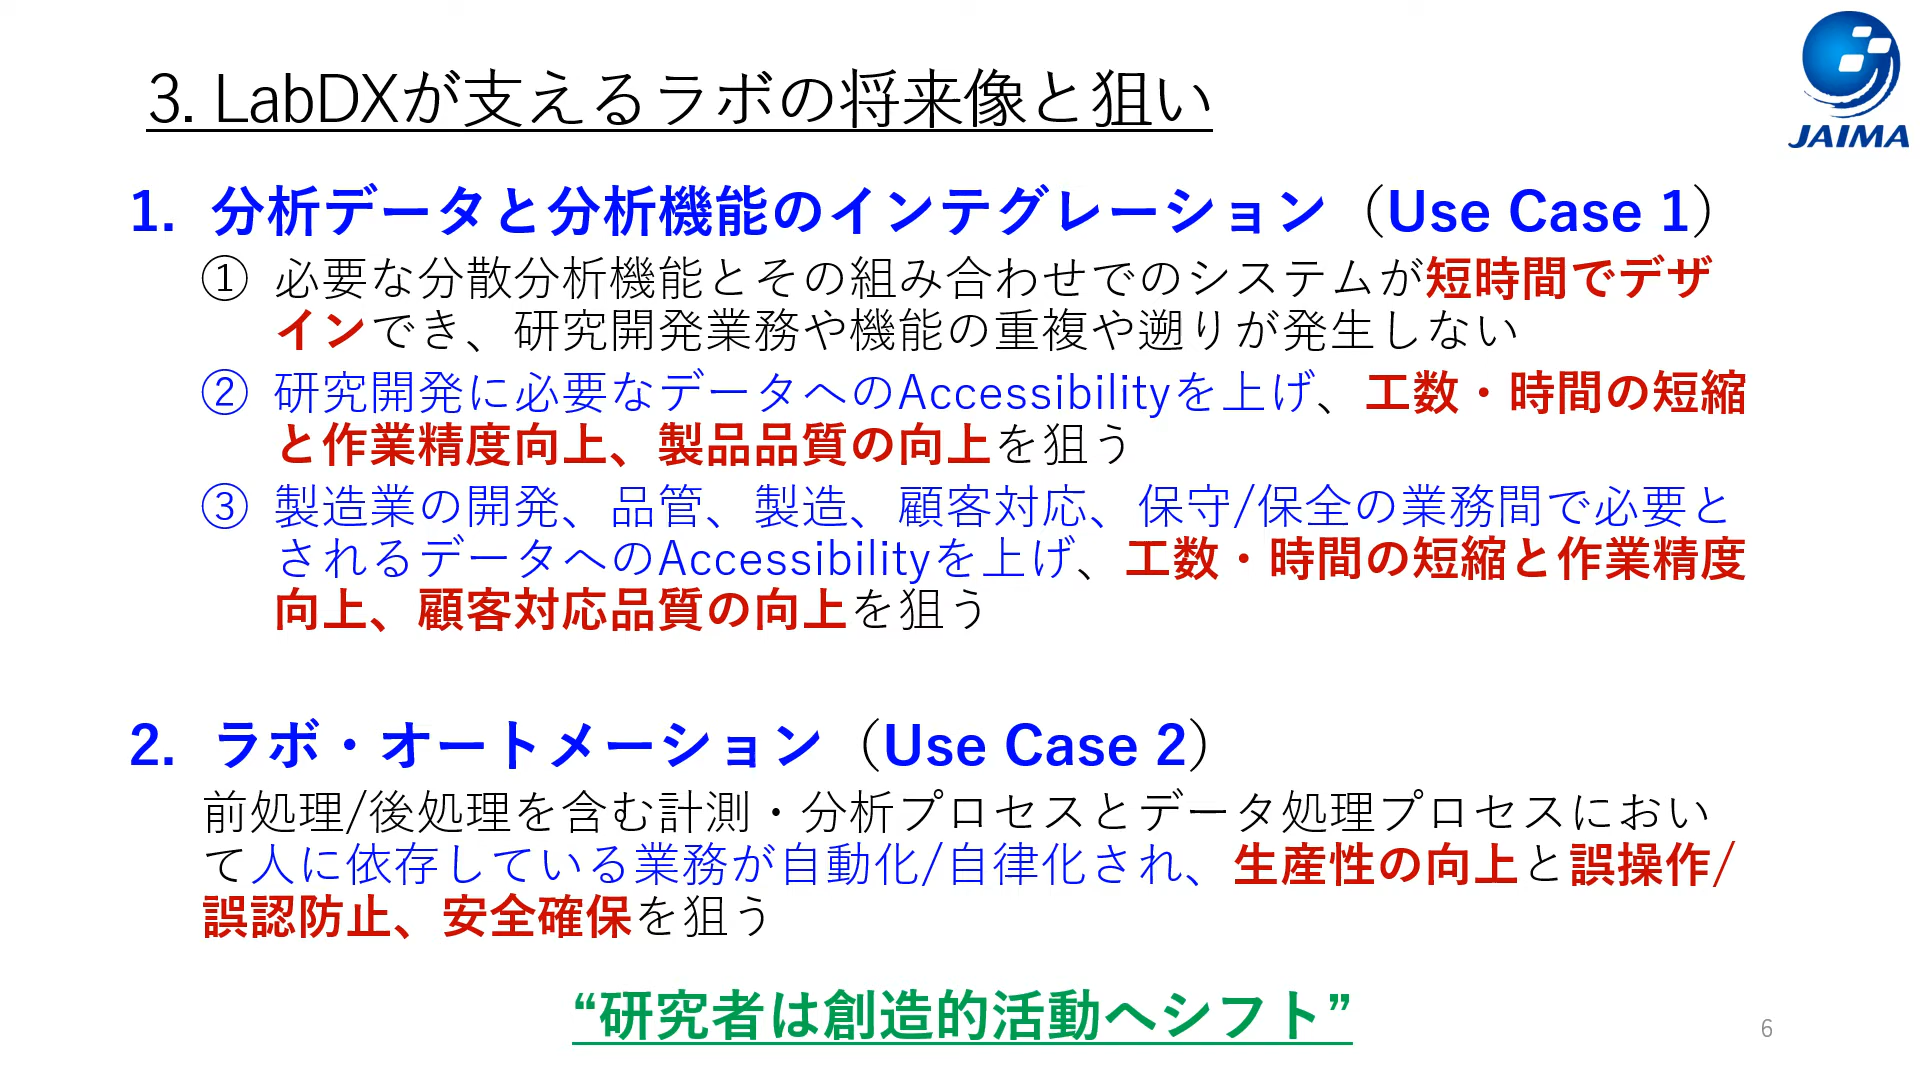 3. LabDXが支えるラボの将来像と狙い
JAIMA
1. 分析データと分析機能のインテグレーション（Use Case 1）
① 必要な分散分析機能とその組み合わせでのシステムが短時間でデザ
インでき、研究開発業務や機能の重複や遡りが発生しない
② 研究開発に必要なデータへのAccessibilityを上げ、工数・時間の短縮
と作業精度向上、製品品質の向上を狙う
③ 製造業の開発、品管、製造、顧客対応、保守/保全の業務間で必要と
されるデータへのAccessibilityを上げ、工数・時間の短縮と作業精度
向上、顧客対応品質の向上を狙う
2. ラボ・オートメーション（Use Case 2）
前処理/後処理を含む計測・分析プロセスとデータ処理プロセスにおい
て人に依存している業務が自動化/自律化され、生産性の向上と誤操作/
誤認防止、安全確保を狙う
“研究者は創造的活動へシフト”
6